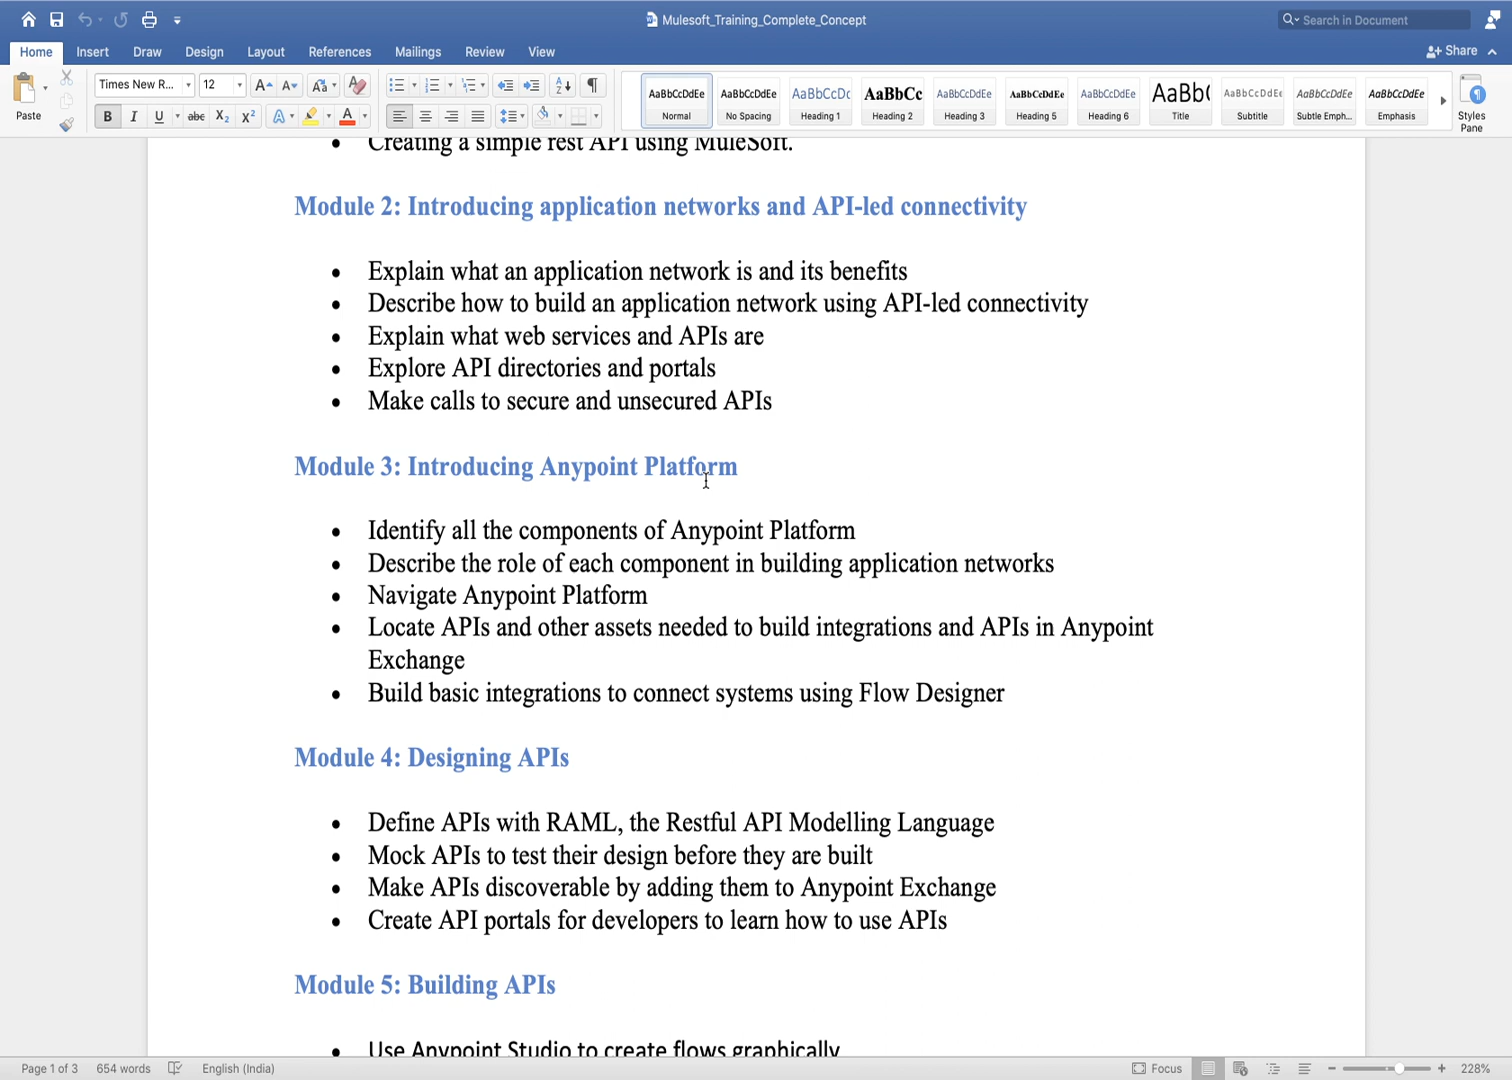 Mulesoft_Training_Complete_Concept
Search in Document
Home Insert Draw Design Layout References Mailings Review View
Share
Paste
Times New R... 12
B I U abc X₂ X² A A
AaBbCcDdEe AaBbCcDdEe AaBbCcDc AaBbCc AaBbCcDdEe AaBbCcDdEe AaBbCcDdEe AaBb( AaBbCcDdEe AaBbCcDdEe AaBbCcDdEe
Normal No Spacing Heading 1 Heading 2 Heading 3 Heading 5 Heading 6 Title Subtitle Subtle Emph... Emphasis
Styles
Pane
• Creating a simple rest API using MuleSoft.
Module 2: Introducing application networks and API-led connectivity
• Explain what an application network is and its benefits
• Describe how to build an application network using API-led connectivity
• Explain what web services and APIs are
• Explore API directories and portals
• Make calls to secure and unsecured APIs
Module 3: Introducing Anypoint Platform
• Identify all the components of Anypoint Platform
• Describe the role of each component in building application networks
• Navigate Anypoint Platform
• Locate APIs and other assets needed to build integrations and APIs in Anypoint
Exchange
• Build basic integrations to connect systems using Flow Designer
Module 4: Designing APIs
• Define APIs with RAML, the Restful API Modelling Language
• Mock APIs to test their design before they are built
• Make APIs discoverable by adding them to Anypoint Exchange
• Create API portals for developers to learn how to use APIs
Module 5: Building APIs
• Use Anypoint Studio to create flows graphically
Page 1 of 3 654 words English (India) Focus 228%